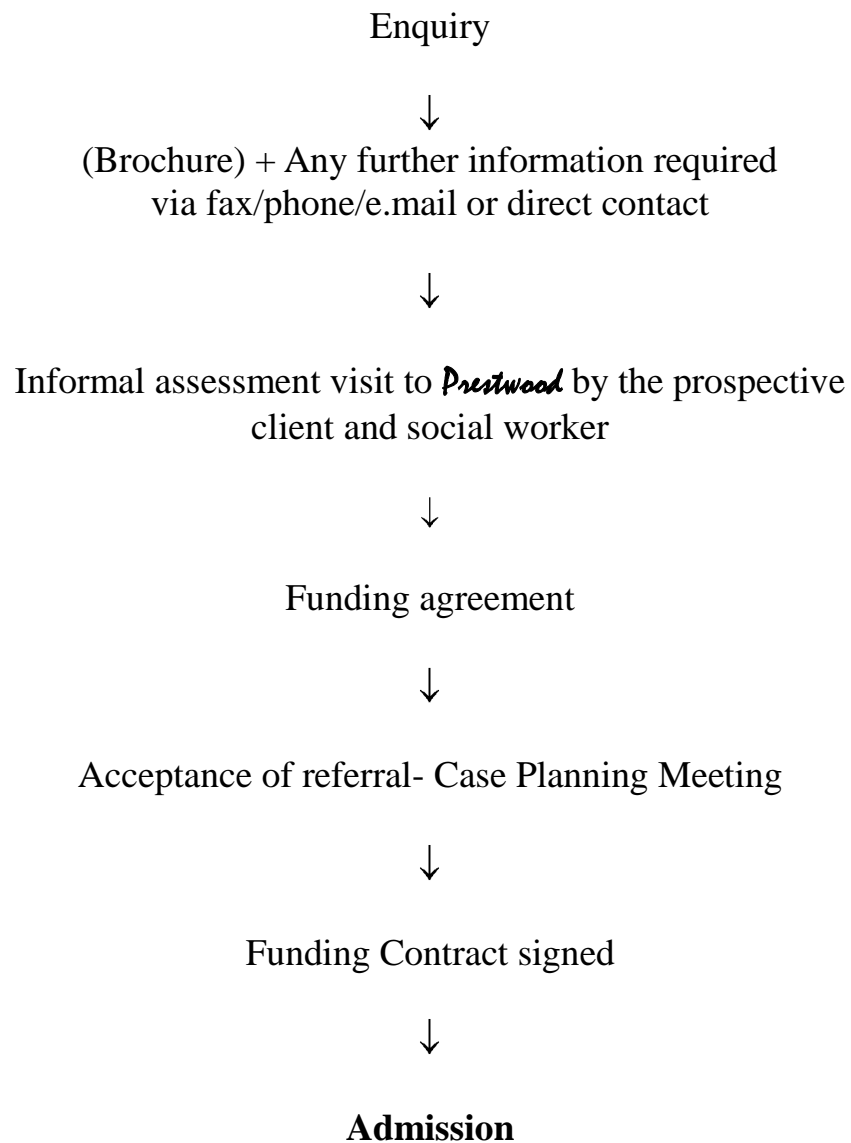 Enquiry
↓
(Brochure) + Any further information required
via fax/phone/e.mail or direct contact
↓
Informal assessment visit to Prestwood by the prospective
client and social worker
↓
Funding agreement
↓
Acceptance of referral- Case Planning Meeting
↓
Funding Contract signed
↓
Admission